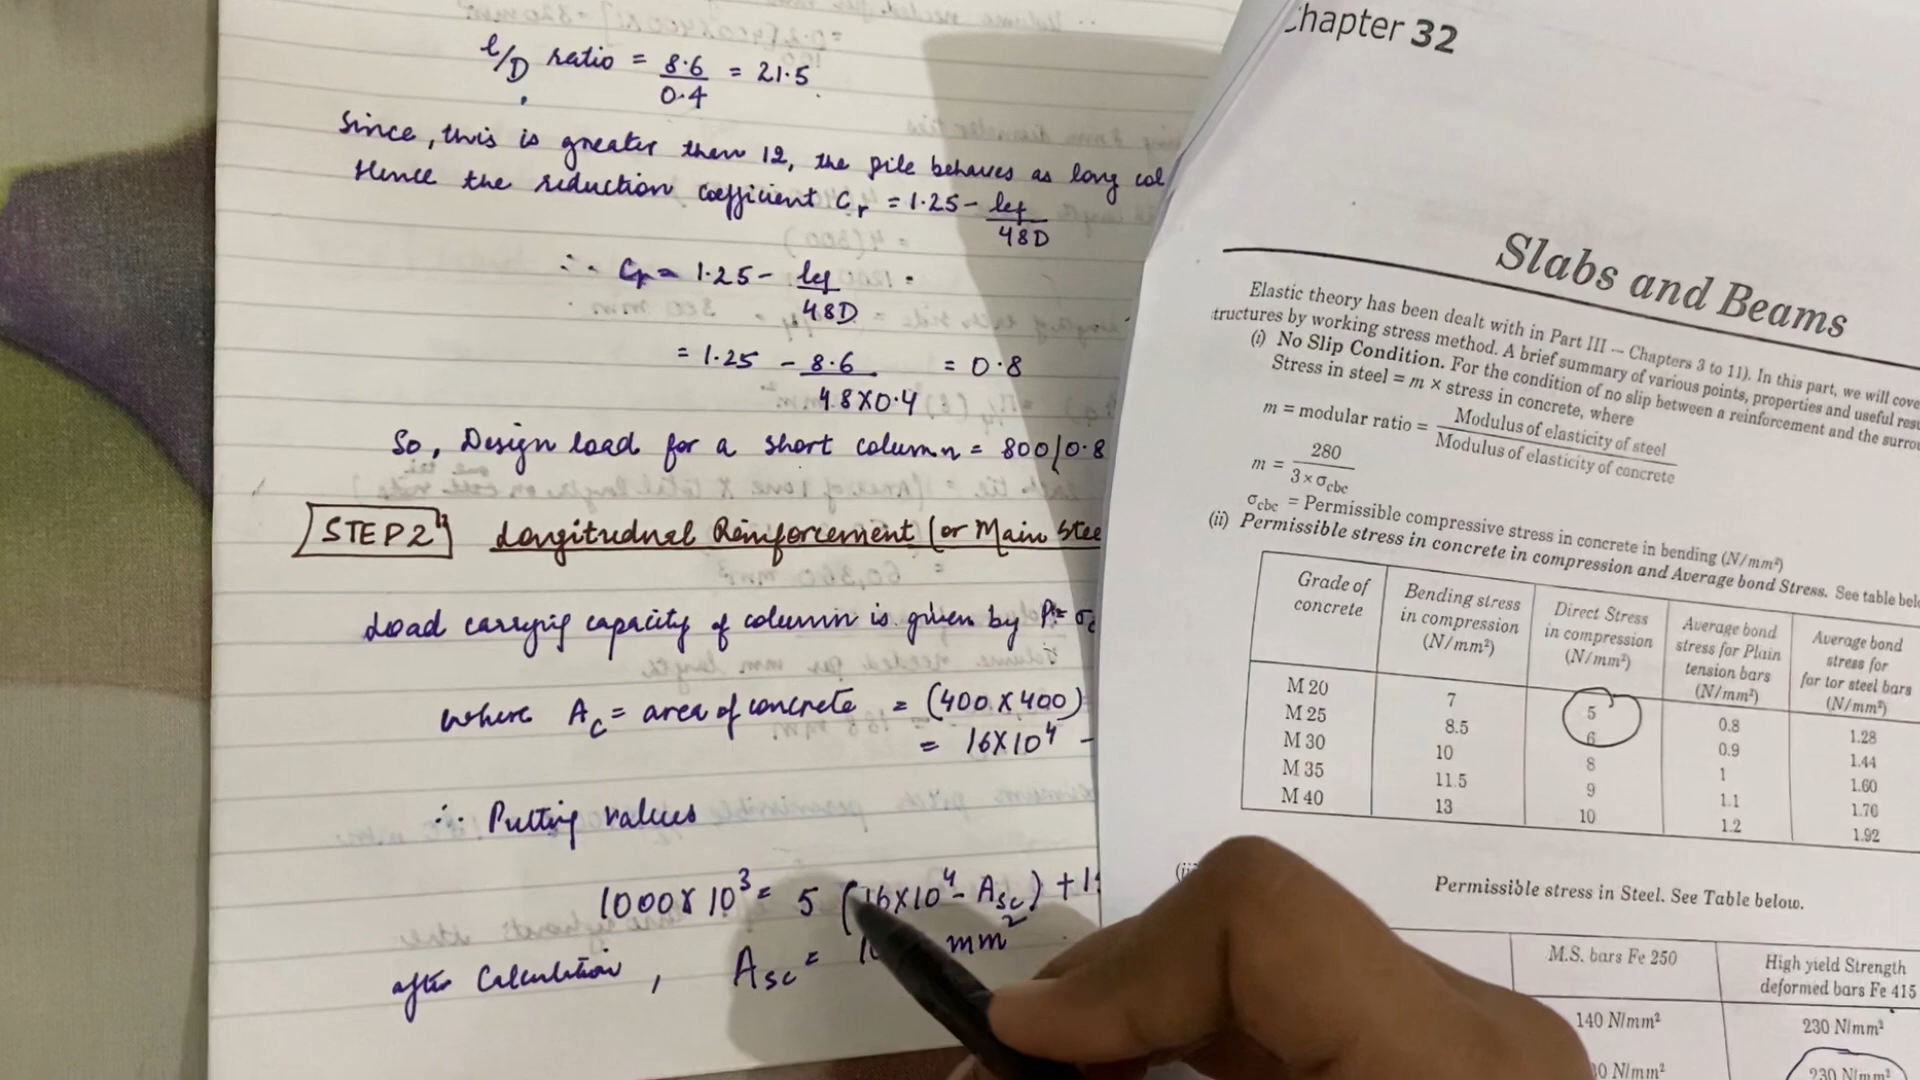 l/D ratio = 8.6/0.4 = 21.5
Since, this is greater then 12, the pile behaves as long col
Hence the reduction coefficient Cr = 1.25 - lef/48D
∴ Cr = 1.25 - lef/48D
= 1.25 - 8.6/48X0.4 = 0.8
So, Design load for a short column = 800/0.8
STEP 2 Longitudnal Reinforcement (or Main Stee
Load carrying capacity of column is given by P = σc
where Ac = area of concrete = (400 X 400)
= 16X10⁴ -
∴ Putting values
1000 X 10³ = 5 (16X10⁴ - Asc) + 1
after Calculation, Asc = mm²
Chapter 32
Slabs and Beams
Elastic theory has been dealt with in Part III — Chapters 3 to 11). In this part, we will cove
tructures by working stress method. A brief summary of various points, properties and useful resu
(i) No Slip Condition. For the condition of no slip between a reinforcement and the surrou
Stress in steel = m × stress in concrete, where
m = modular ratio = Modulus of elasticity of steel / Modulus of elasticity of concrete
m = 280 / 3 × σcbc
σcbc = Permissible compressive stress in concrete in bending (N/mm²)
(ii) Permissible stress in concrete in compression and Average bond Stress. See table bel
Grade of concrete | Bending stress in compression (N/mm²) | Direct Stress in compression (N/mm²) | Average bond stress for Plain tension bars (N/mm²) | Average bond stress for for tor steel bars (N/mm²)
M 20 7 5 0.8 1.28
M 25 8.5 6 0.9 1.44
M 30 10 8 1 1.60
M 35 11.5 9 1.1 1.76
M 40 13 10 1.2 1.92
Permissible stress in Steel. See Table below.
M.S. bars Fe 250 | High yield Strength deformed bars Fe 415
140 N/mm² 230 N/mm²
0 N/mm² 230 N/mm²